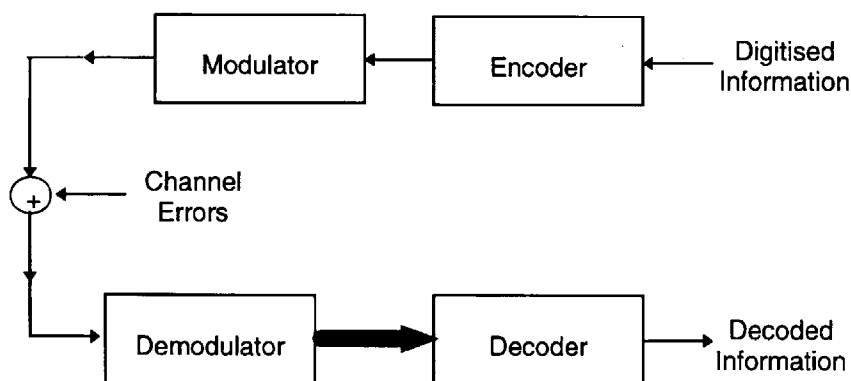 Modulator
Encoder
Digitised
Information
+
Channel
Errors
Demodulator
Decoder
Decoded
Information